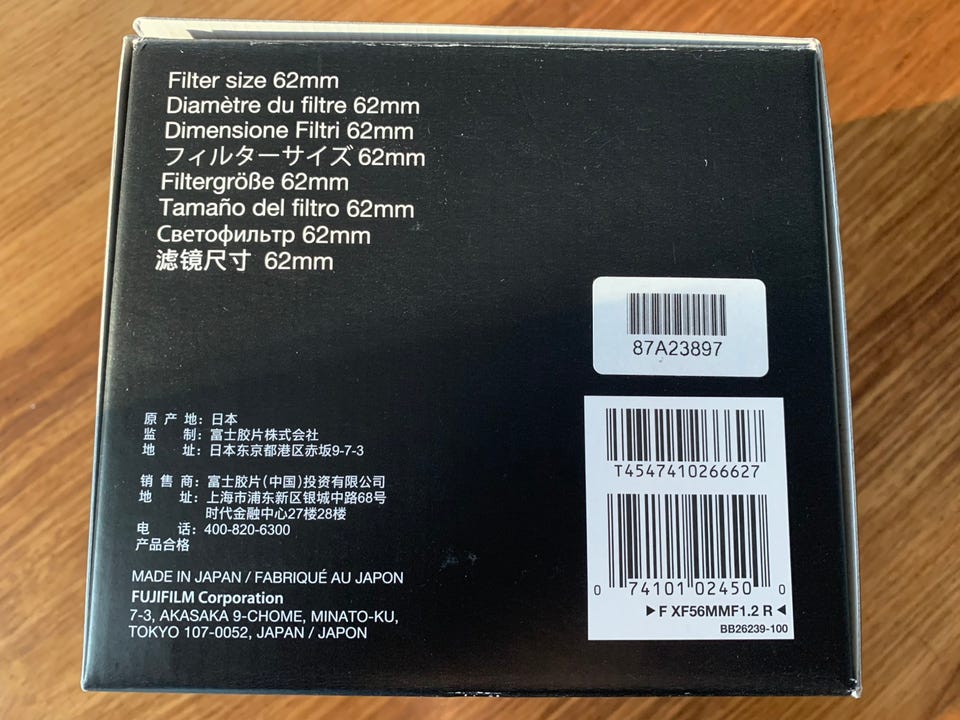 Filter size 62mm
Diamètre du filtre 62mm
Dimensione Filtri 62mm
フィルターサイズ 62mm
Filtergröße 62mm
Tamaño del filtro 62mm
Светофильтр 62mm
滤镜尺寸 62mm
87A23897
原 产 地: 日本
监 制: 富士胶片株式会社
地 址: 日本东京都港区赤坂9-7-3
销 售 商: 富士胶片(中国)投资有限公司
地 址: 上海市浦东新区银城中路68号
时代金融中心27楼28楼
电 话: 400-820-6300
产品合格
MADE IN JAPAN / FABRIQUÉ AU JAPON
FUJIFILM Corporation
7-3, AKASAKA 9-CHOME, MINATO-KU,
TOKYO 107-0052, JAPAN / JAPON
T4547410266627
0 74101 02450 0
▶F XF56MMF1.2 R◀
BB26239-100